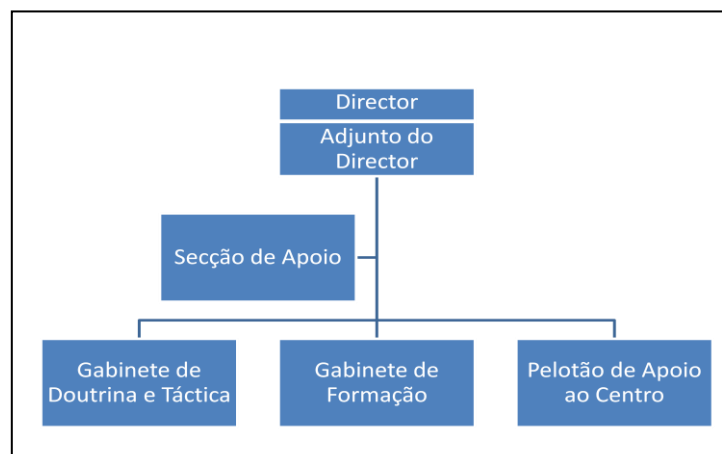 Director
Adjunto do
Director
Secção de Apoio
Gabinete de
Doutrina e Táctica
Gabinete de
Formação
Pelotão de Apoio
ao Centro